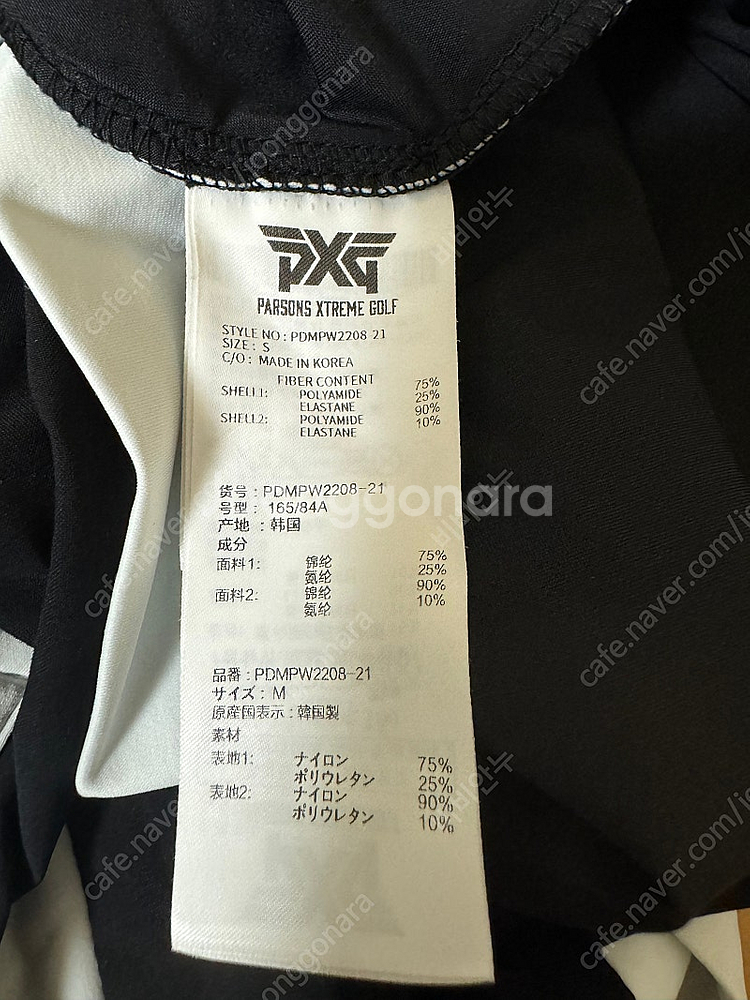 PXG
PARSONS XTREME GOLF
STYLE NO : PDMPW2208-21
SIZE : S
C/O : MADE IN KOREA
FIBER CONTENT
SHELL1: POLYAMIDE 75%
ELASTANE 25%
SHELL2: POLYAMIDE 90%
ELASTANE 10%
货号 : PDMPW2208-21
号型 : 165/84A
产地 : 韩国
成分
面料1: 锦纶 75%
氨纶 25%
面料2: 锦纶 90%
氨纶 10%
品番 : PDMPW2208-21
サイズ : M
原産国表示 : 韓国製
素材
表地1: ナイロン 75%
ポリウレタン 25%
表地2: ナイロン 90%
ポリウレタン 10%
joonggonara
cafe.naver.com/joonggonara